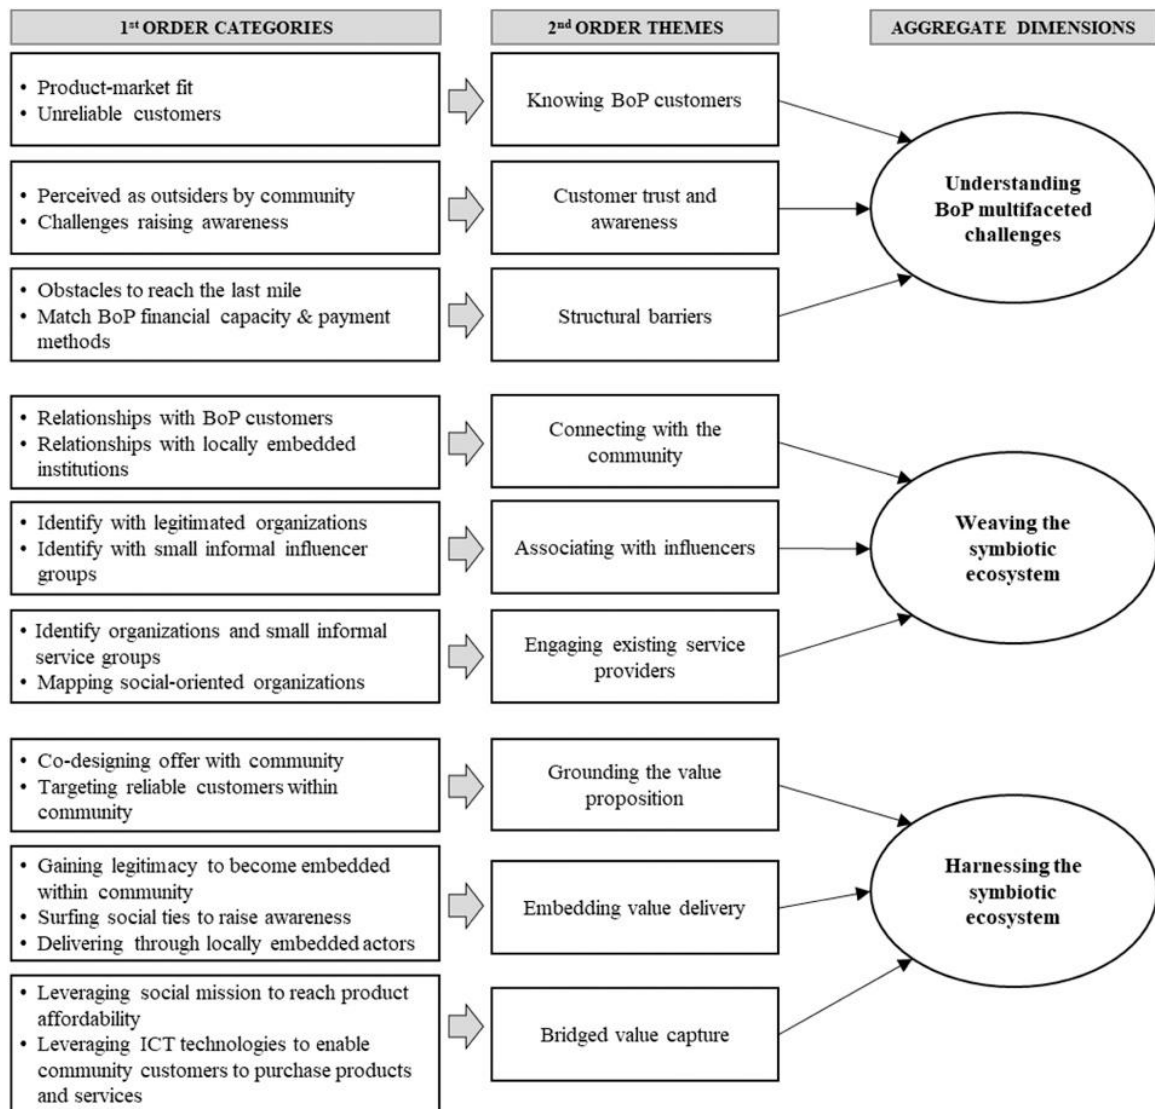 1st ORDER CATEGORIES
2nd ORDER THEMES
AGGREGATE DIMENSIONS
• Product-market fit
• Unreliable customers
Knowing BoP customers
• Perceived as outsiders by community
• Challenges raising awareness
Customer trust and
awareness
• Obstacles to reach the last mile
• Match BoP financial capacity & payment
methods
Structural barriers
Understanding
BoP multifaceted
challenges
• Relationships with BoP customers
• Relationships with locally embedded
institutions
Connecting with the
community
• Identify with legitimated organizations
• Identify with small informal influencer
groups
Associating with influencers
• Identify organizations and small informal
service groups
• Mapping social-oriented organizations
Engaging existing service
providers
Weaving the
symbiotic
ecosystem
• Co-designing offer with community
• Targeting reliable customers within
community
Grounding the value
proposition
• Gaining legitimacy to become embedded
within community
• Surfing social ties to raise awareness
• Delivering through locally embedded actors
Embedding value delivery
• Leveraging social mission to reach product
affordability
• Leveraging ICT technologies to enable
community customers to purchase products
and services
Bridged value capture
Harnessing the
symbiotic
ecosystem